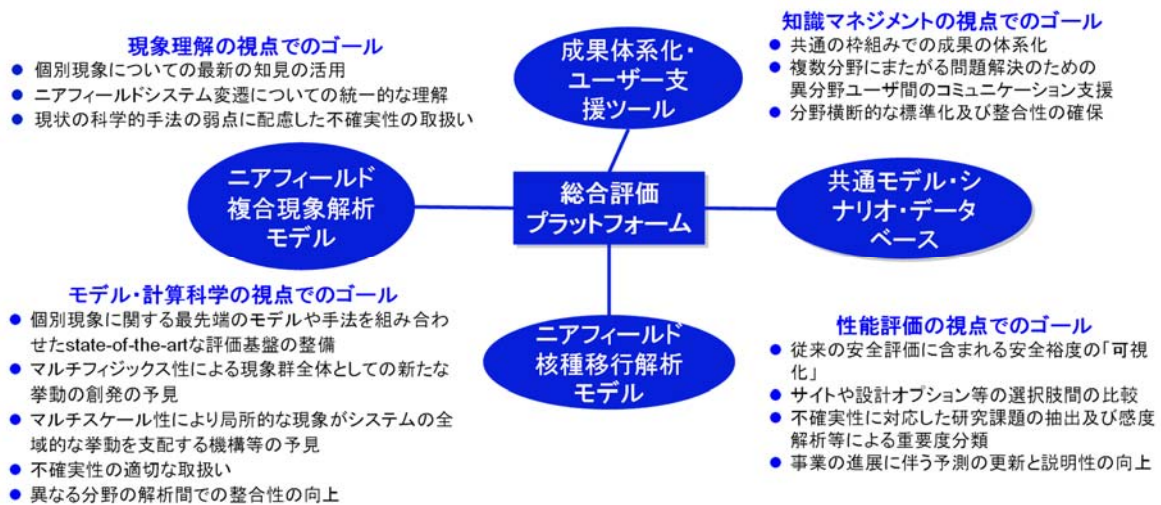 現象理解の視点でのゴール
● 個別現象についての最新の知見の活用
● ニアフィールドシステム変遷についての統一的な理解
● 現状の科学的手法の弱点に配慮した不確実性の取扱い
成果体系化・
ユーザー支
援ツール
知識マネジメントの視点でのゴール
● 共通の枠組みでの成果の体系化
● 複数分野にまたがる問題解決のための
異分野ユーザ間のコミュニケーション支援
● 分野横断的な標準化及び整合性の確保
ニアフィールド
複合現象解析
モデル
総合評価
プラットフォーム
共通モデル・シ
ナリオ・データ
ベース
モデル・計算科学の視点でのゴール
● 個別現象に関する最先端のモデルや手法を組み合わ
せたstate-of-the-artな評価基盤の整備
● マルチフィジックス性による現象群全体としての新たな
挙動の創発の予見
● マルチスケール性により局所的な現象がシステムの全
域的な挙動を支配する機構等の予見
● 不確実性の適切な取扱い
● 異なる分野の解析間での整合性の向上
ニアフィールド
核種移行解析
モデル
性能評価の視点でのゴール
● 従来の安全評価に含まれる安全裕度の「可視
化」
● サイトや設計オプション等の選択肢間の比較
● 不確実性に対応した研究課題の抽出及び感度
解析等による重要度分類
● 事業の進展に伴う予測の更新と説明性の向上